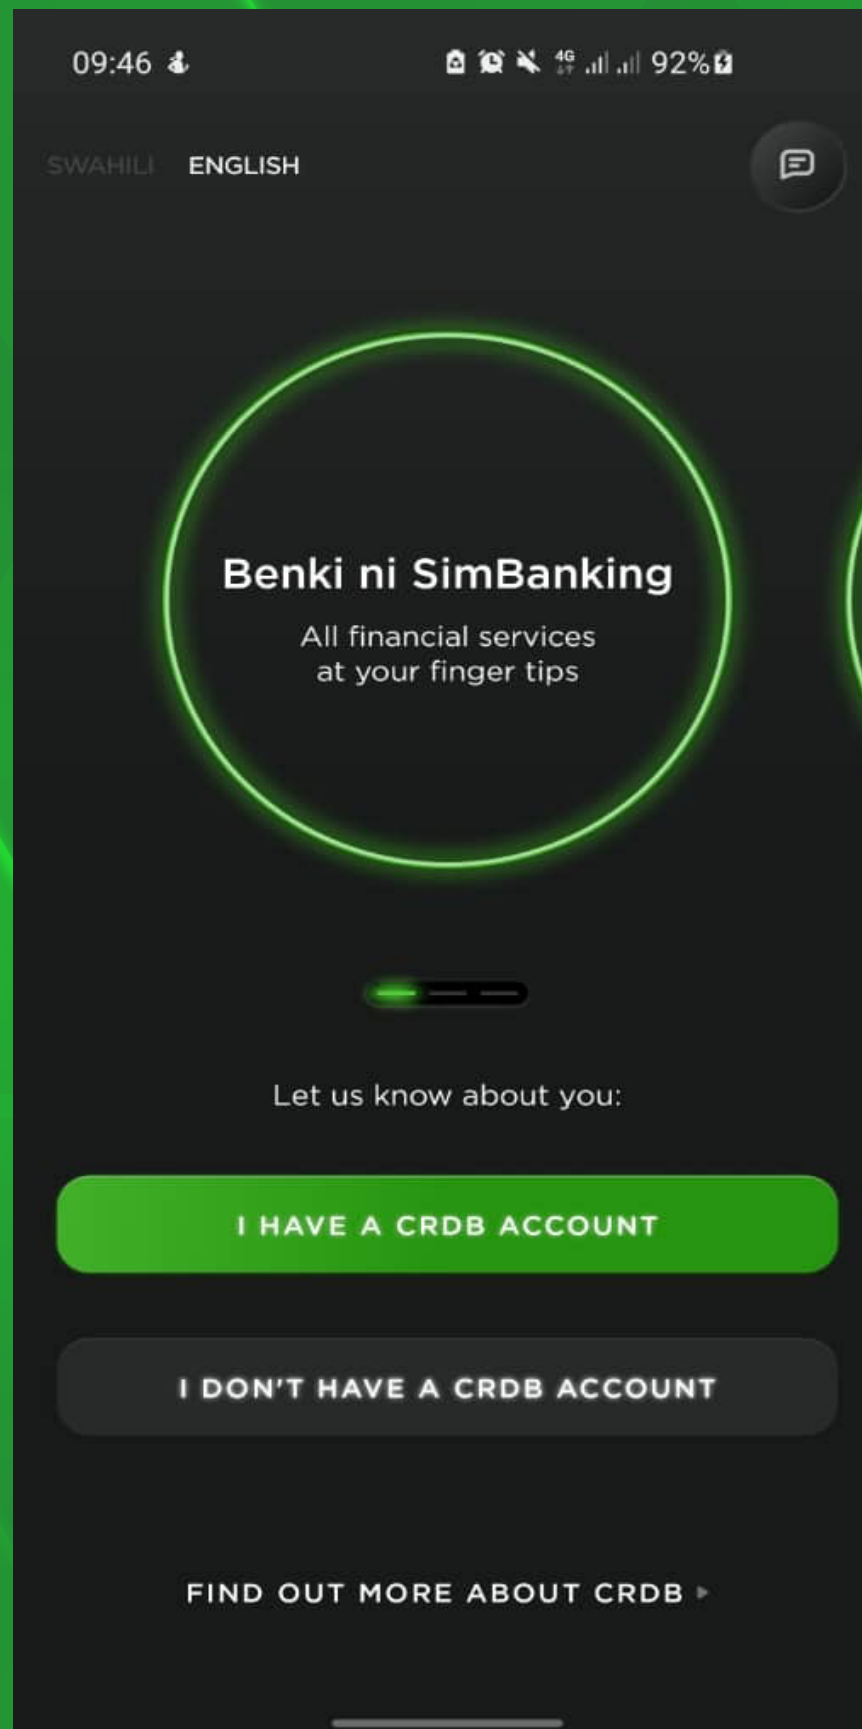 09:46
4G
92%
SWAHILI ENGLISH
Benki ni SimBanking
All financial services
at your finger tips
Let us know about you:
I HAVE A CRDB ACCOUNT
I DON'T HAVE A CRDB ACCOUNT
FIND OUT MORE ABOUT CRDB